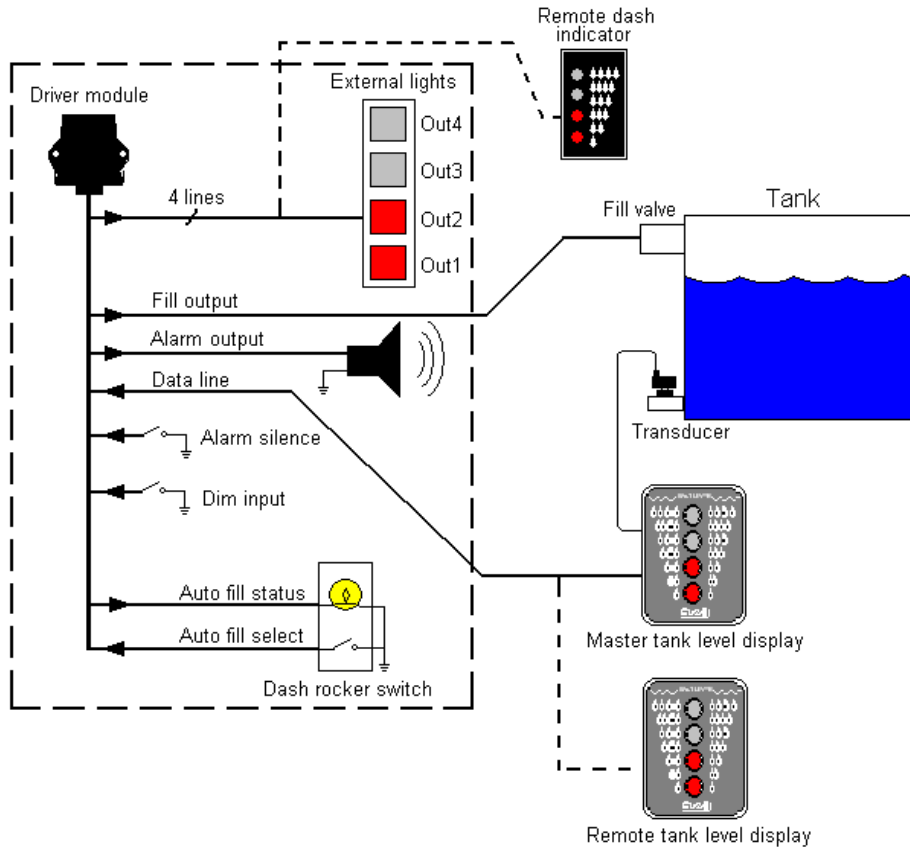 Remote dash
indicator
External lights
Driver module
Out4
Out3
4 lines
Out2
Out1
Tank
Fill valve
Fill output
Alarm output
Data line
Transducer
Alarm silence
Dim input
Auto fill status
Auto fill select
Dash rocker switch
Master tank level display
Remote tank level display